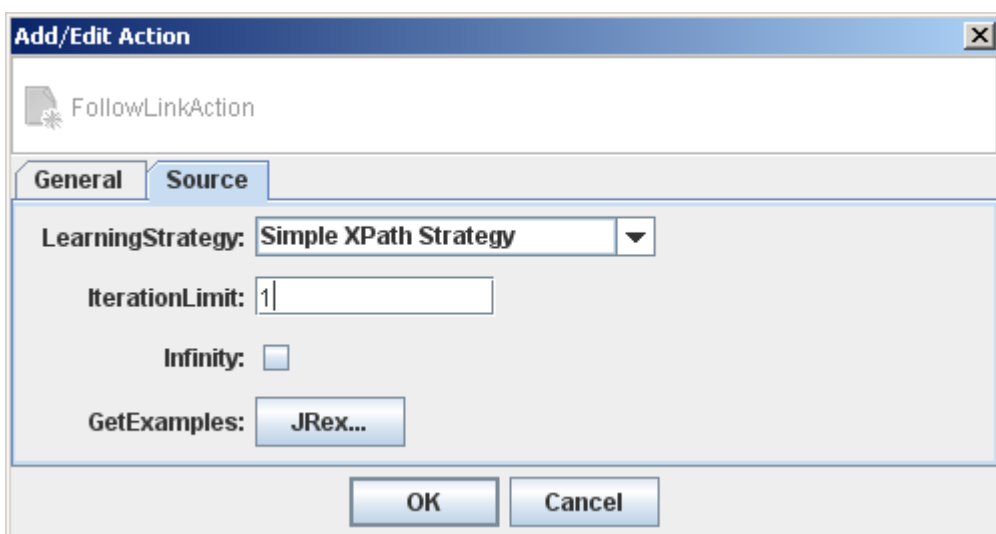 Add/Edit Action
FollowLinkAction
General Source
LearningStrategy: Simple XPath Strategy
IterationLimit: 1
Infinity:
GetExamples: JRex...
OK Cancel